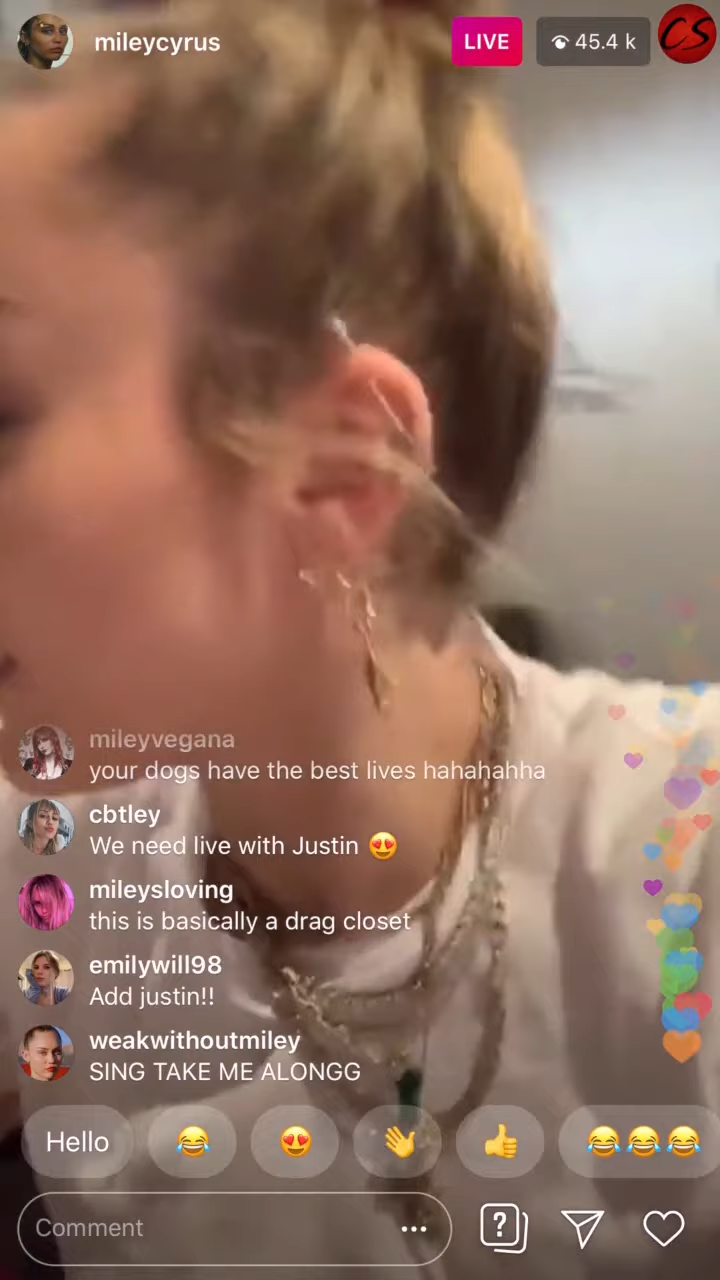 mileycyrus
LIVE
45.4 k
CS
mileyvegana
your dogs have the best lives hahahahha
cbtley
We need live with Justin 😍
mileysloving
this is basically a drag closet
emilywill98
Add justin!!
weakwithoutmiley
SING TAKE ME ALONGG
Hello 😂 😍 👋 👍 😂😂😂
Comment ...
?